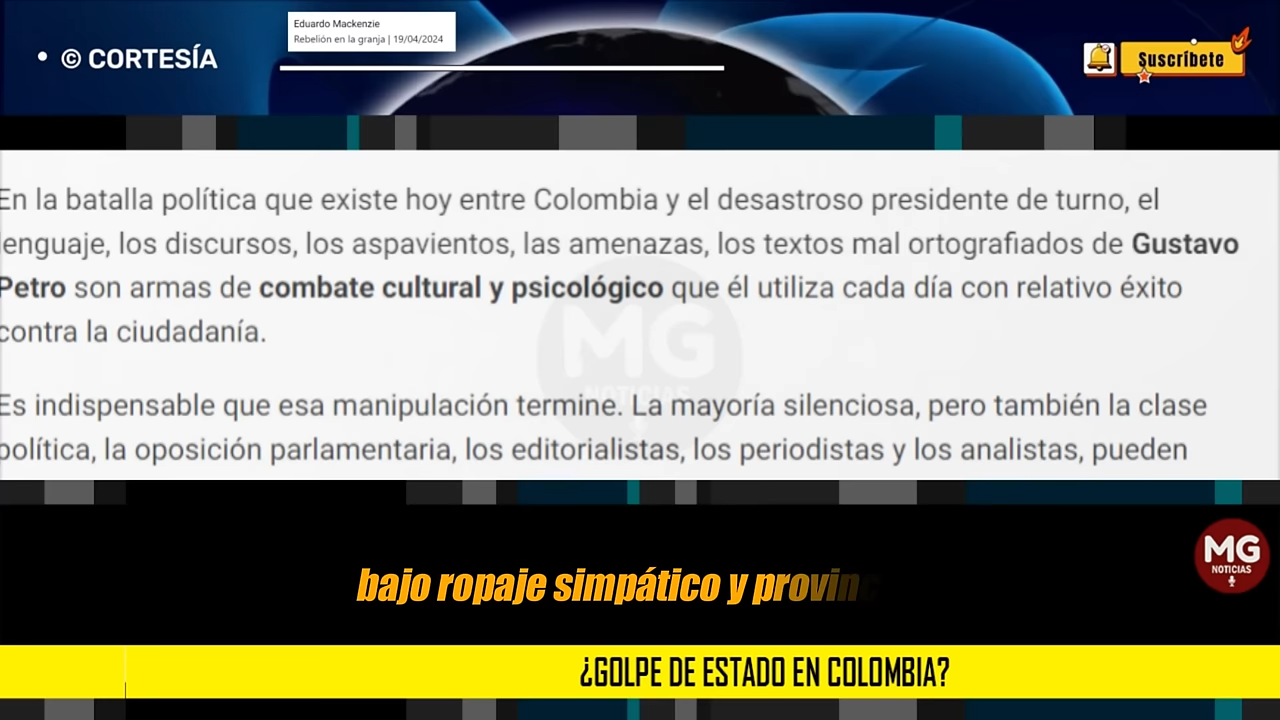 Eduardo Mackenzie
Rebelión en la granja | 19/04/2024
• © CORTESÍA
Suscríbete
En la batalla política que existe hoy entre Colombia y el desastroso presidente de turno, el
lenguaje, los discursos, los aspavientos, las amenazas, los textos mal ortografiados de Gustavo
Petro son armas de combate cultural y psicológico que él utiliza cada día con relativo éxito
contra la ciudadanía.
Es indispensable que esa manipulación termine. La mayoría silenciosa, pero también la clase
política, la oposición parlamentaria, los editorialistas, los periodistas y los analistas, pueden
MG
NOTICIAS
bajo ropaje simpático y provinc
MG
NOTICIAS
¿GOLPE DE ESTADO EN COLOMBIA?